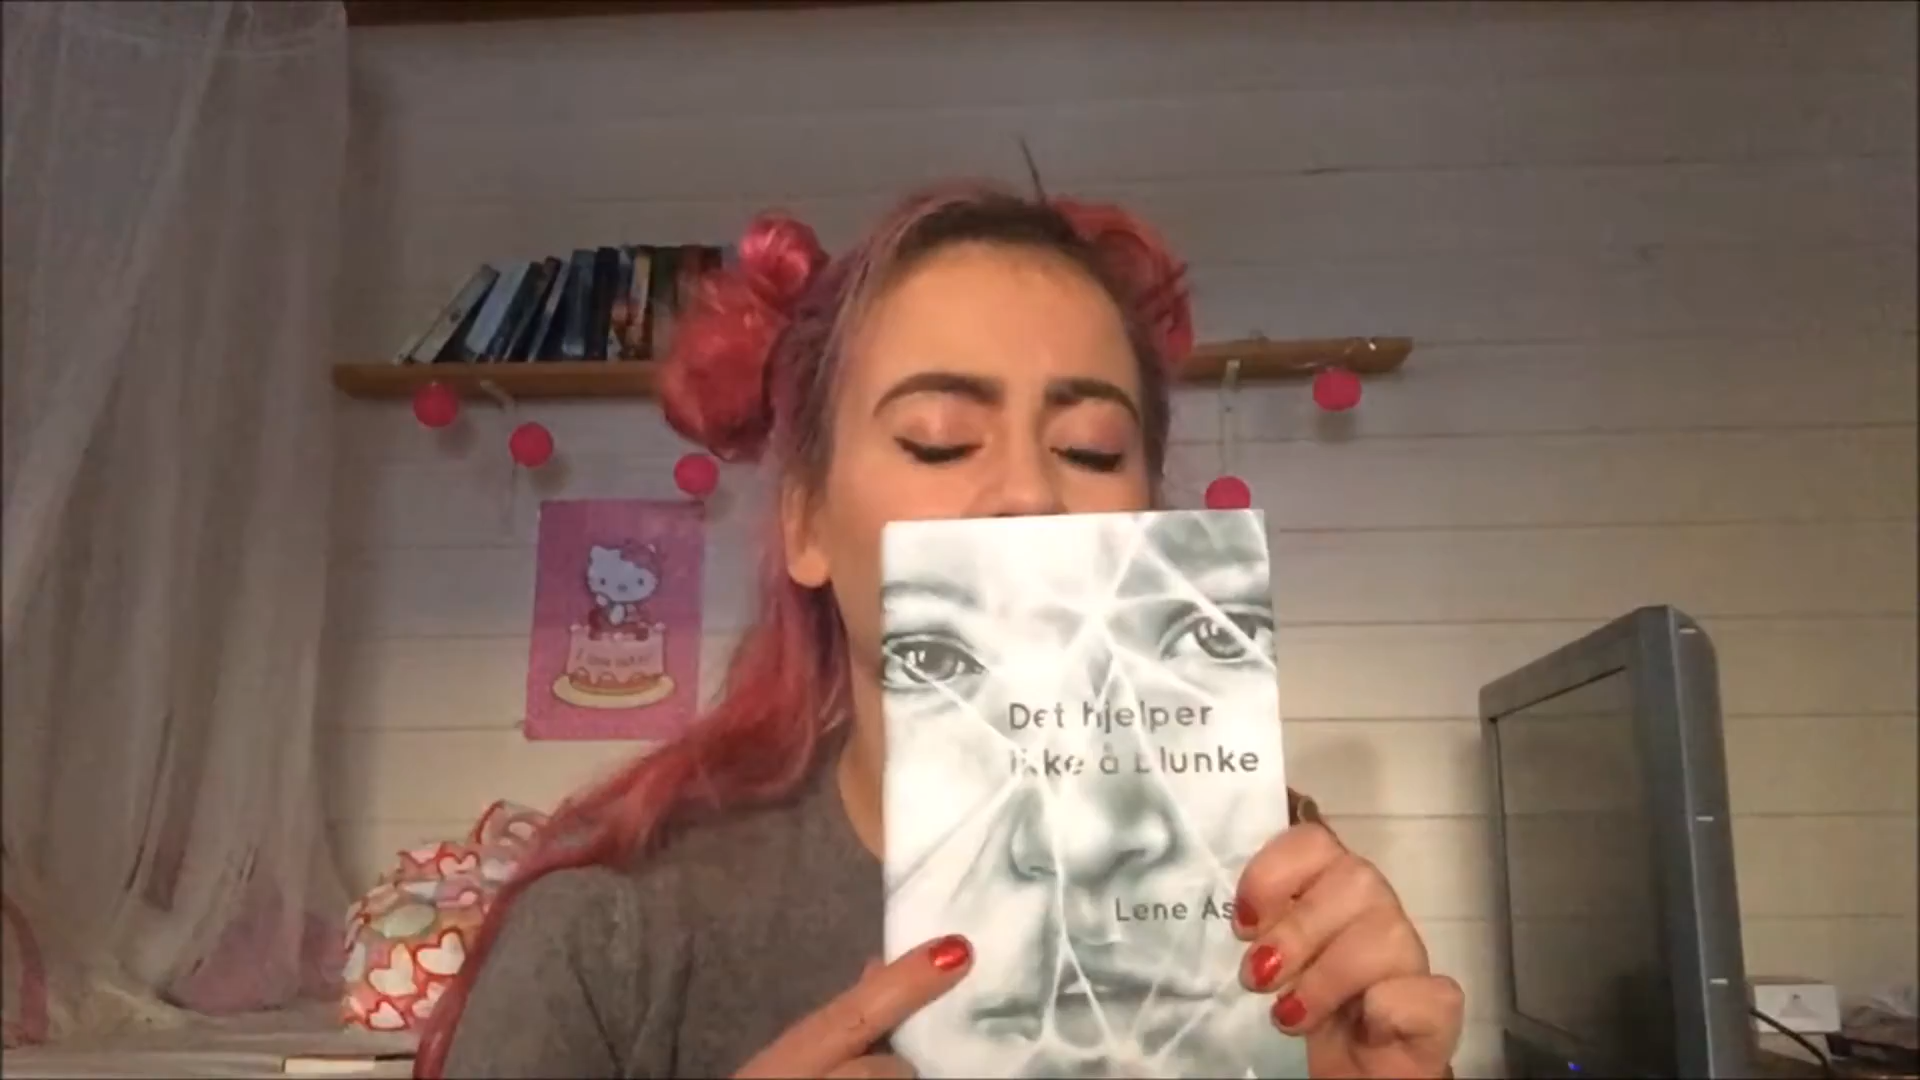 Det hjelper
ikke å blunke
Lene As